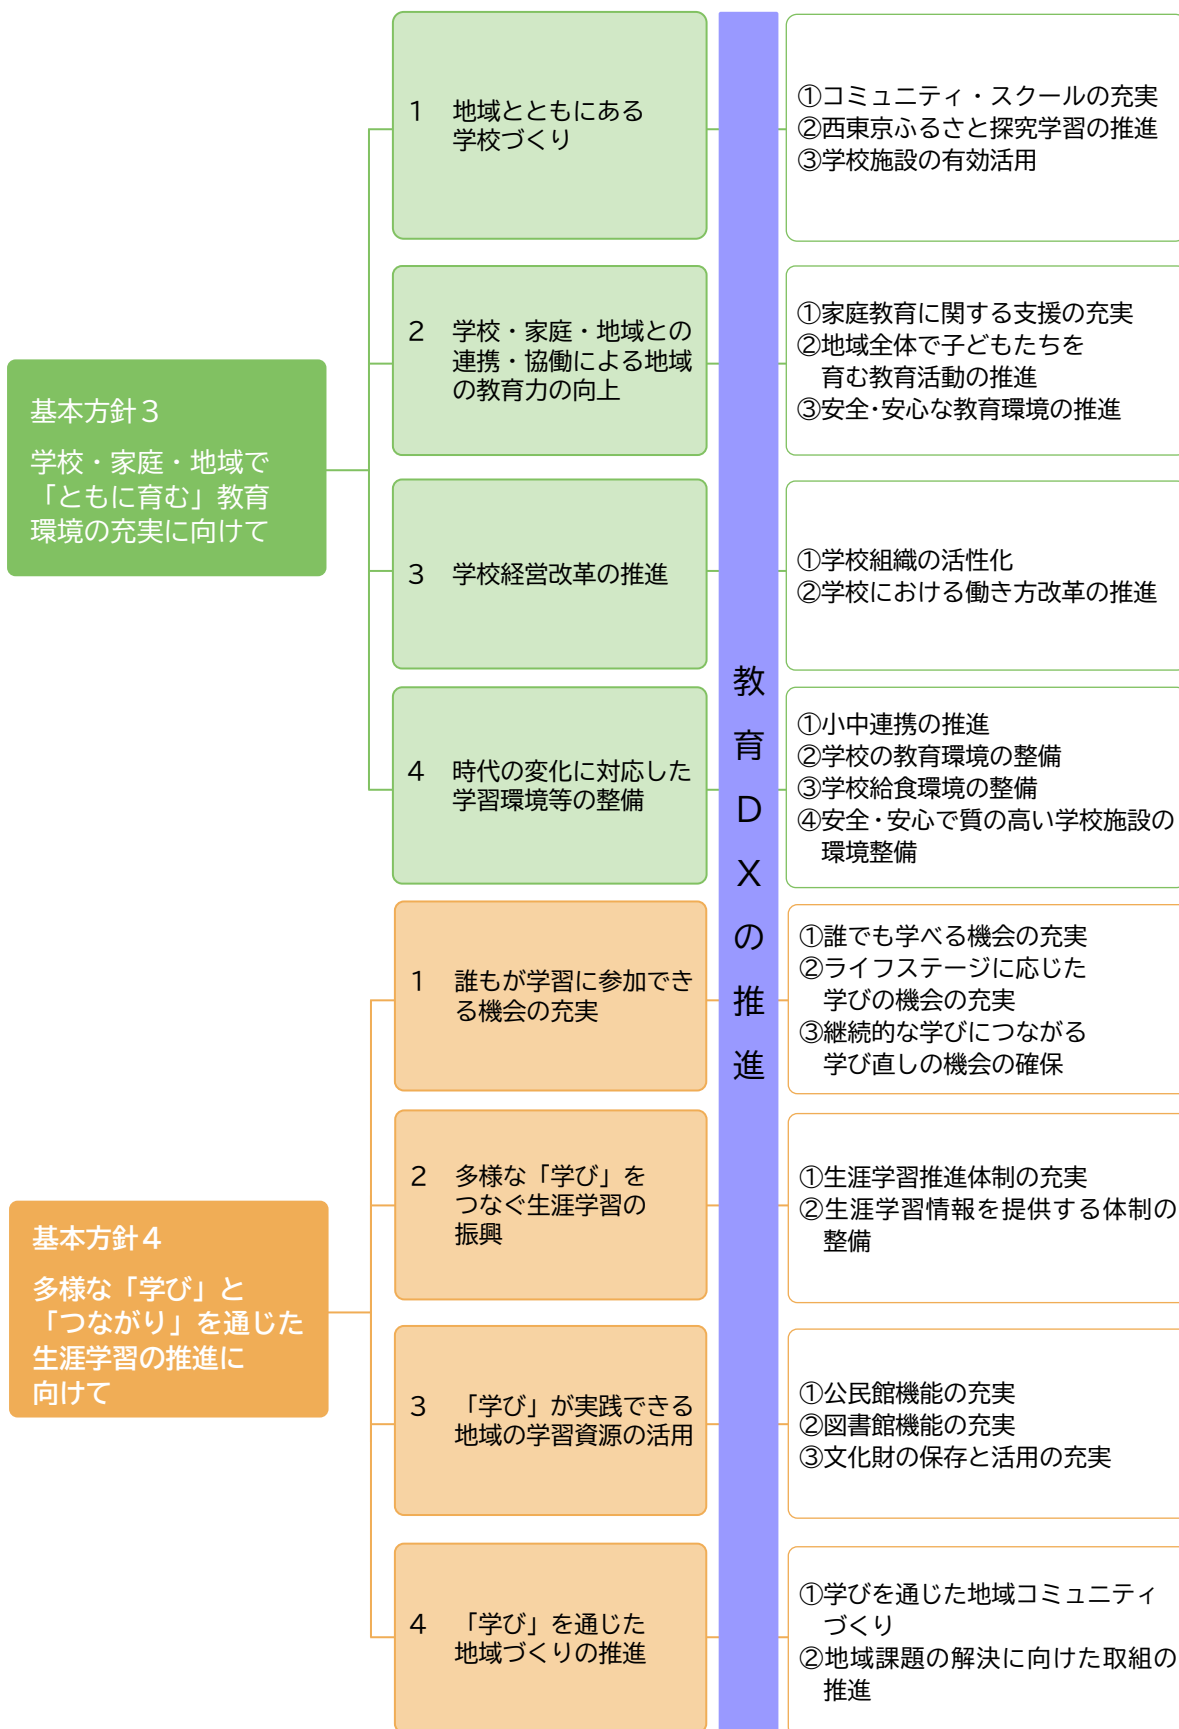 基本方針３
学校・家庭・地域で
「ともに育む」教育
環境の充実に向けて
１　地域とともにある
学校づくり
①コミュニティ・スクールの充実
②西東京ふるさと探究学習の推進
③学校施設の有効活用
２　学校・家庭・地域との
連携・協働による地域
の教育力の向上
①家庭教育に関する支援の充実
②地域全体で子どもたちを
育む教育活動の推進
③安全・安心な教育環境の推進
３　学校経営改革の推進
①学校組織の活性化
②学校における働き方改革の推進
４　時代の変化に対応した
学習環境等の整備
①小中連携の推進
②学校の教育環境の整備
③学校給食環境の整備
④安全・安心で質の高い学校施設の
環境整備
教育ＤＸの推進
基本方針４
多様な「学び」と
「つながり」を通じた
生涯学習の推進に
向けて
１　誰もが学習に参加でき
る機会の充実
①誰でも学べる機会の充実
②ライフステージに応じた
学びの機会の充実
③継続的な学びにつながる
学び直しの機会の確保
２　多様な「学び」を
つなぐ生涯学習の
振興
①生涯学習推進体制の充実
②生涯学習情報を提供する体制の
整備
３　「学び」が実践できる
地域の学習資源の活用
①公民館機能の充実
②図書館機能の充実
③文化財の保存と活用の充実
４　「学び」を通じた
地域づくりの推進
①学びを通じた地域コミュニティ
づくり
②地域課題の解決に向けた取組の
推進